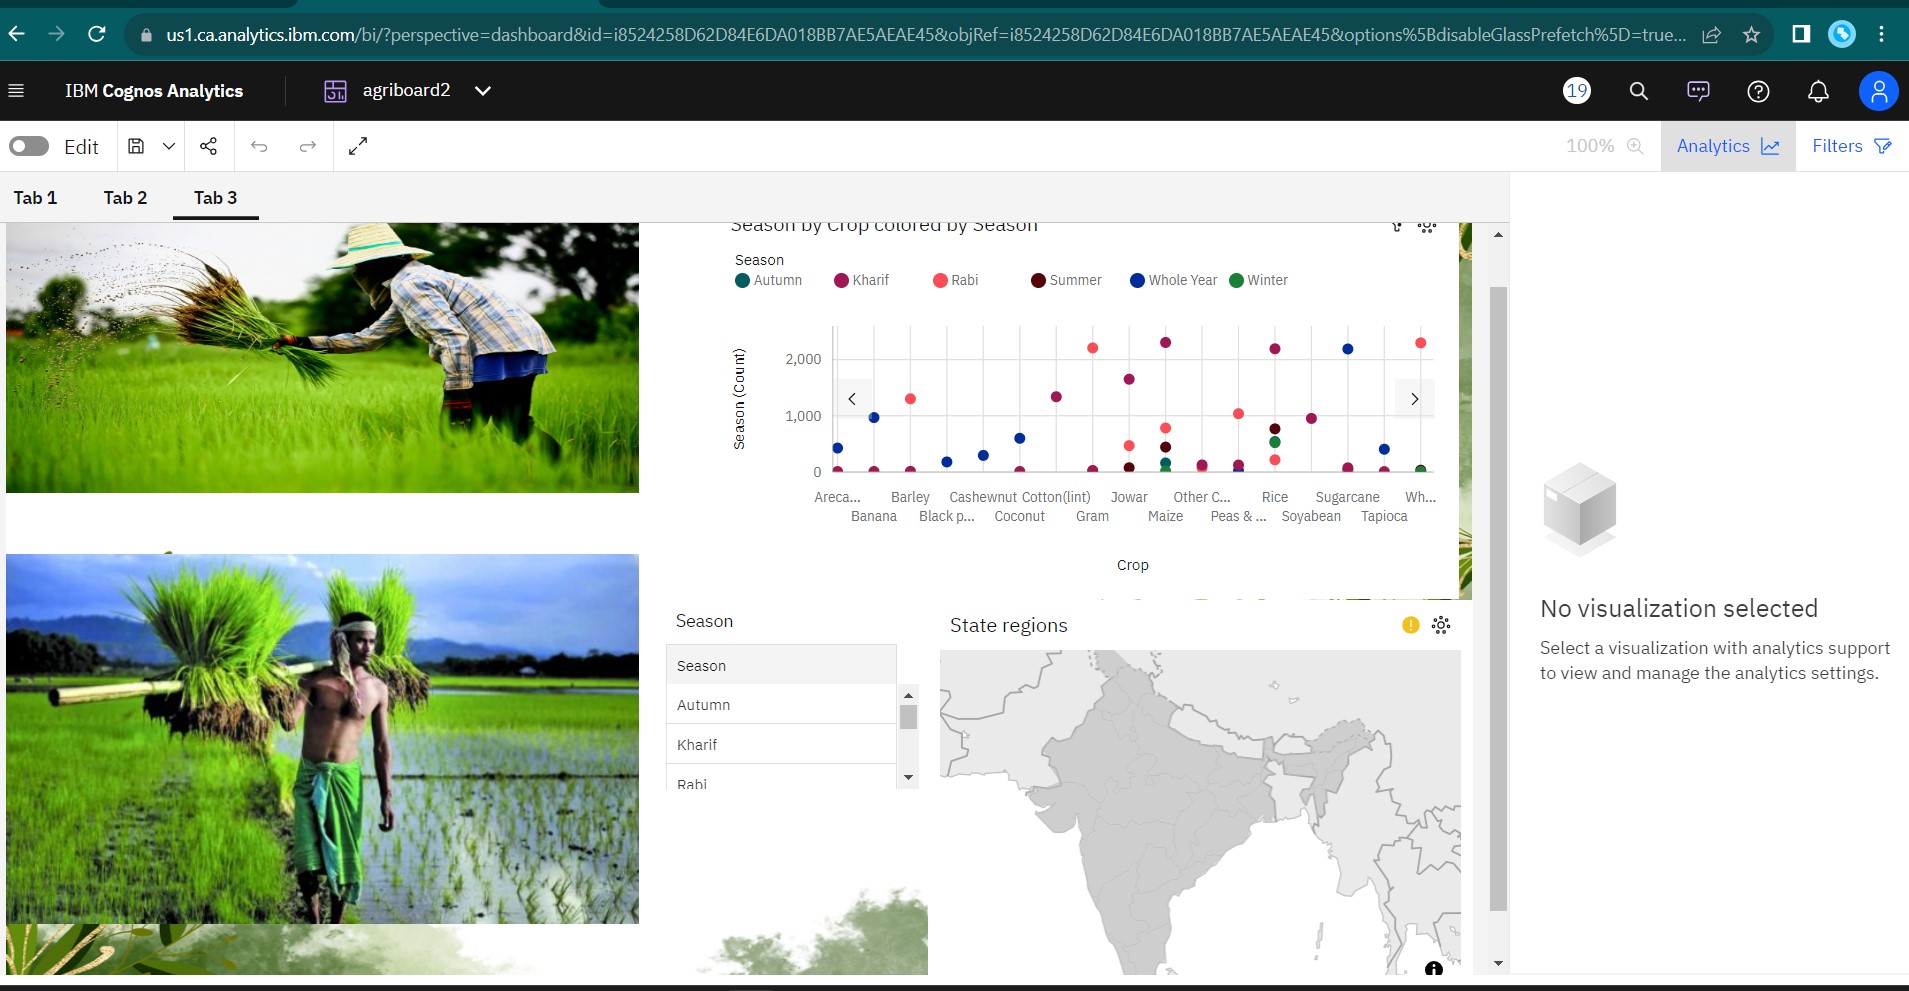 us1.ca.analytics.ibm.com/bi/?perspective=dashboard&id=i8524258D62D84E6DA018BB7AE5AEAE45&objRef=i8524258D62D84E6DA018BB7AE5AEAE45&options%5BdisableGlassPrefetch%5D=true...
IBM Cognos Analytics
agriboard2
19
Edit
100%
Analytics
Filters
Tab 1
Tab 2
Tab 3
Season by Crop colored by Season
Season
Autumn
Kharif
Rabi
Summer
Whole Year
Winter
Season (Count)
2,000
1,000
0
Areca...
Barley
Cashewnut
Cotton(lint)
Jowar
Other C...
Rice
Sugarcane
Wh...
Banana
Black p...
Coconut
Gram
Maize
Peas & ...
Soyabean
Tapioca
Crop
Season
Season
Autumn
Kharif
Rabi
State regions
No visualization selected
Select a visualization with analytics support
to view and manage the analytics settings.